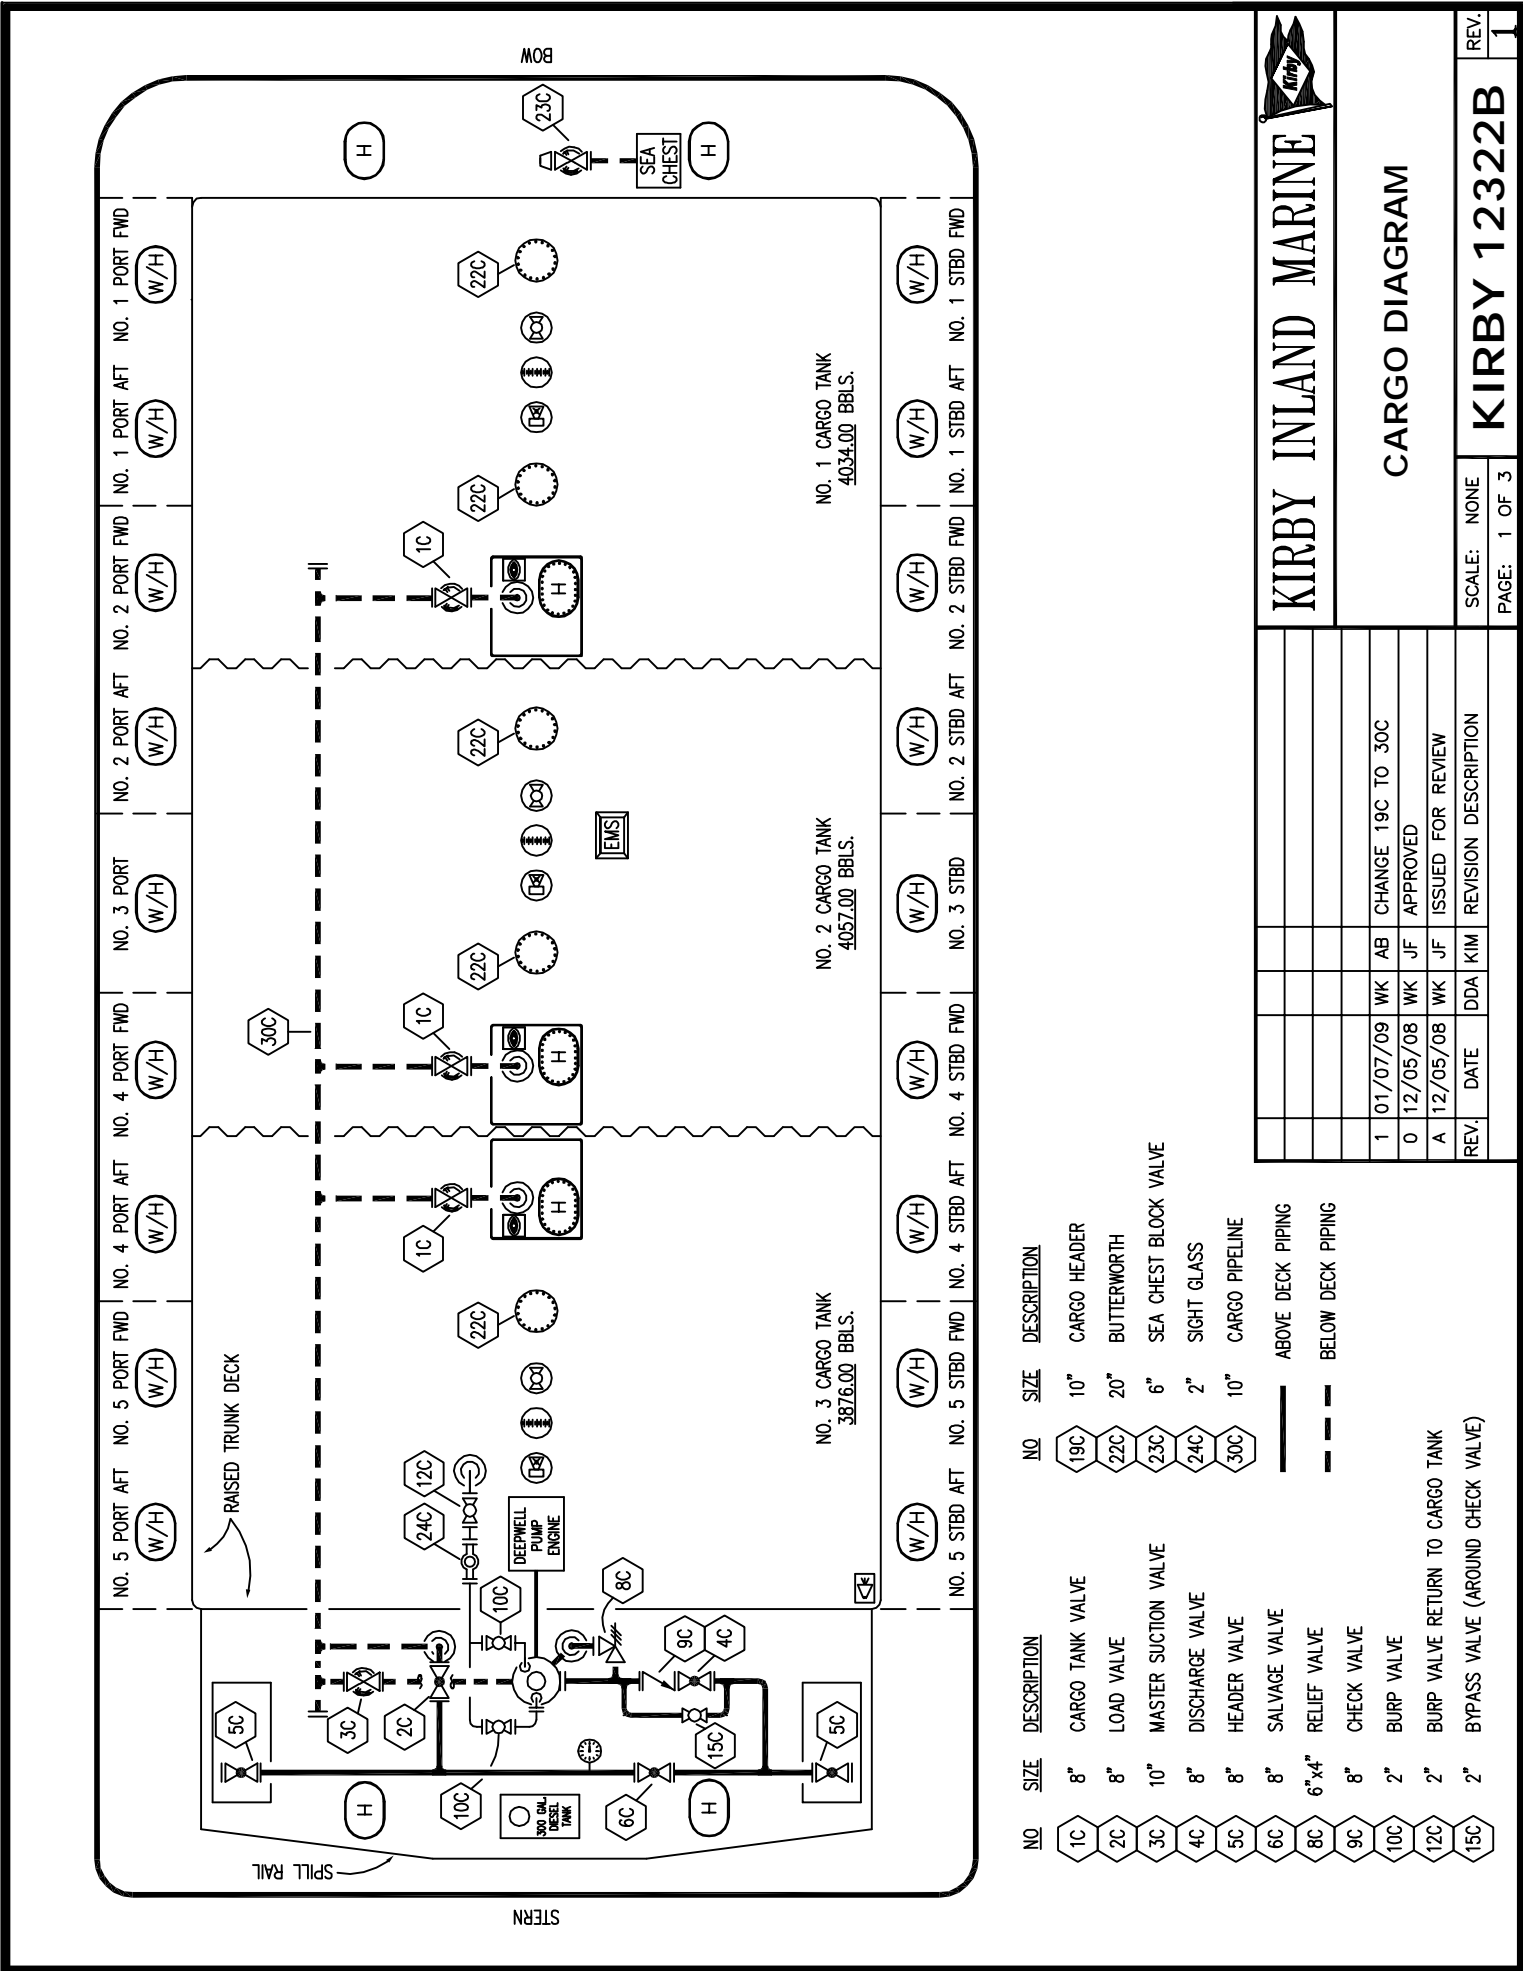 BOW
STERN
RAISED TRUNK DECK
SPILL RAIL
NO. 5 PORT AFT
NO. 5 PORT FWD
NO. 4 PORT AFT
NO. 4 PORT FWD
NO. 3 PORT
NO. 2 PORT AFT
NO. 2 PORT FWD
NO. 1 PORT AFT
NO. 1 PORT FWD
W/H
W/H
W/H
W/H
W/H
W/H
W/H
W/H
W/H
H
H
30C
5C
3C
2C
10C
10C
24C
12C
1C
1C
1C
22C
22C
22C
22C
22C
23C
SEA
CHEST
H
H
H
H
H
300 GAL.
DIESEL
TANK
DEEPWELL
PUMP
ENGINE
8C
9C
4C
15C
6C
5C
EMS
NO. 3 CARGO TANK
3876.00 BBLS.
NO. 2 CARGO TANK
4057.00 BBLS.
NO. 1 CARGO TANK
4034.00 BBLS.
W/H
W/H
W/H
W/H
W/H
W/H
W/H
W/H
W/H
NO. 5 STBD AFT
NO. 5 STBD FWD
NO. 4 STBD AFT
NO. 4 STBD FWD
NO. 3 STBD
NO. 2 STBD AFT
NO. 2 STBD FWD
NO. 1 STBD AFT
NO. 1 STBD FWD
NO SIZE DESCRIPTION
1C 8" CARGO TANK VALVE
2C 8" LOAD VALVE
3C 10" MASTER SUCTION VALVE
4C 8" DISCHARGE VALVE
5C 8" HEADER VALVE
6C 8" SALVAGE VALVE
8C 6"x4" RELIEF VALVE
9C 8" CHECK VALVE
10C 2" BURP VALVE
12C 2" BURP VALVE RETURN TO CARGO TANK
15C 2" BYPASS VALVE (AROUND CHECK VALVE)
NO SIZE DESCRIPTION
19C 10" CARGO HEADER
22C 20" BUTTERWORTH
23C 6" SEA CHEST BLOCK VALVE
24C 2" SIGHT GLASS
30C 10" CARGO PIPELINE
ABOVE DECK PIPING
BELOW DECK PIPING
1 01/07/09 WK AB CHANGE 19C TO 30C
0 12/05/08 WK JF APPROVED
A 12/05/08 WK JF ISSUED FOR REVIEW
REV. DATE DDA KIM REVISION DESCRIPTION
KIRBY INLAND MARINE
Kirby
CARGO DIAGRAM
SCALE: NONE
PAGE: 1 OF 3
KIRBY 12322B
REV.
1